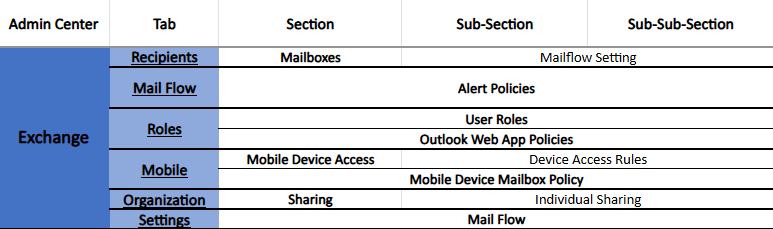 Admin Center Tab Section Sub-Section Sub-Sub-Section
Recipients Mailboxes Mailflow Setting
Mail Flow Alert Policies
User Roles
Roles
Outlook Web App Policies
Exchange
Mobile Device Access Device Access Rules
Mobile
Mobile Device Mailbox Policy
Organization Sharing Individual Sharing
Settings Mail Flow